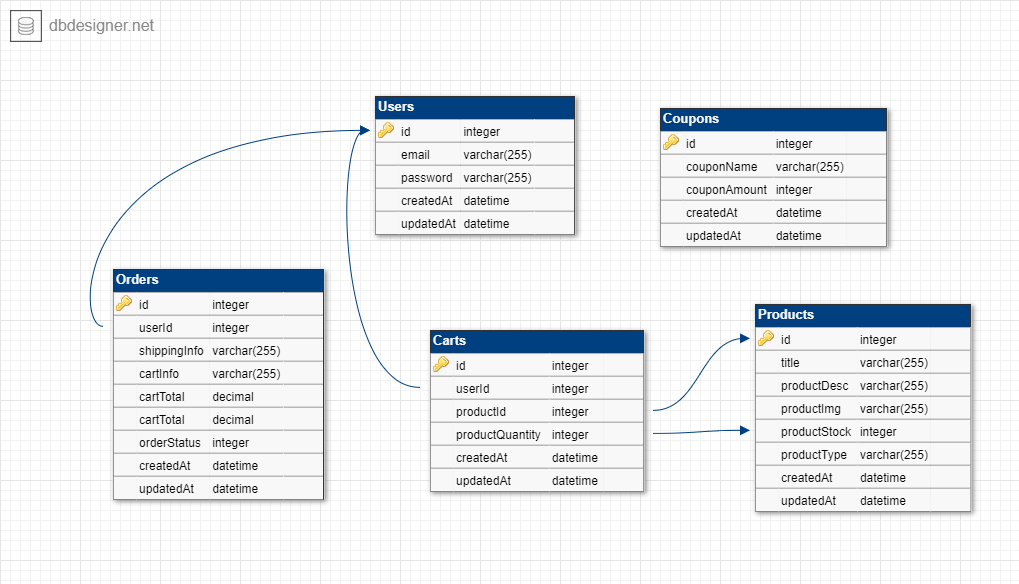 dbdesigner.net
Users
id integer
email varchar(255)
password varchar(255)
createdAt datetime
updatedAt datetime
Coupons
id integer
couponName varchar(255)
couponAmount integer
createdAt datetime
updatedAt datetime
Orders
id integer
userId integer
shippingInfo varchar(255)
cartInfo varchar(255)
cartTotal decimal
cartTotal decimal
orderStatus integer
createdAt datetime
updatedAt datetime
Carts
id integer
userId integer
productId integer
productQuantity integer
createdAt datetime
updatedAt datetime
Products
id integer
title varchar(255)
productDesc varchar(255)
productImg varchar(255)
productStock integer
productType varchar(255)
createdAt datetime
updatedAt datetime